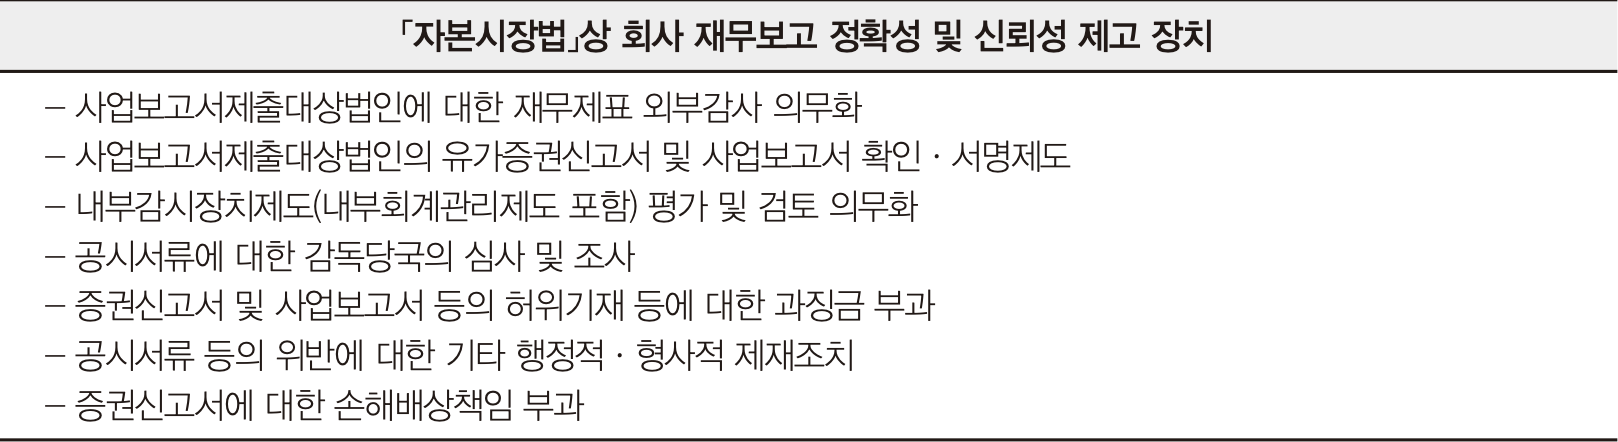 「자본시장법」상 회사 재무보고 정확성 및 신뢰성 제고 장치
– 사업보고서제출대상법인에 대한 재무제표 외부감사 의무화
– 사업보고서제출대상법인의 유가증권신고서 및 사업보고서 확인 · 서명제도
– 내부감시장치제도(내부회계관리제도 포함) 평가 및 검토 의무화
– 공시서류에 대한 감독당국의 심사 및 조사
– 증권신고서 및 사업보고서 등의 허위기재 등에 대한 과징금 부과
– 공시서류 등의 위반에 대한 기타 행정적 · 형사적 제재조치
– 증권신고서에 대한 손해배상책임 부과